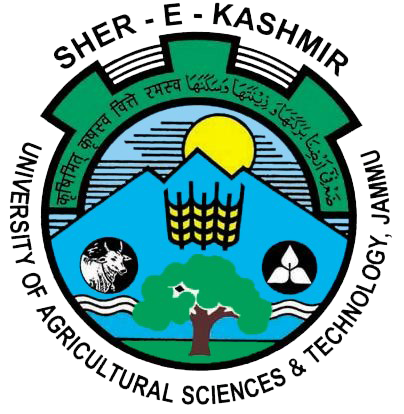 SHER - E - KASHMIR
कृषिमित् कृषस्व वित्ते रमस्व
UNIVERSITY OF AGRICULTURAL SCIENCES & TECHNOLOGY, JAMMU